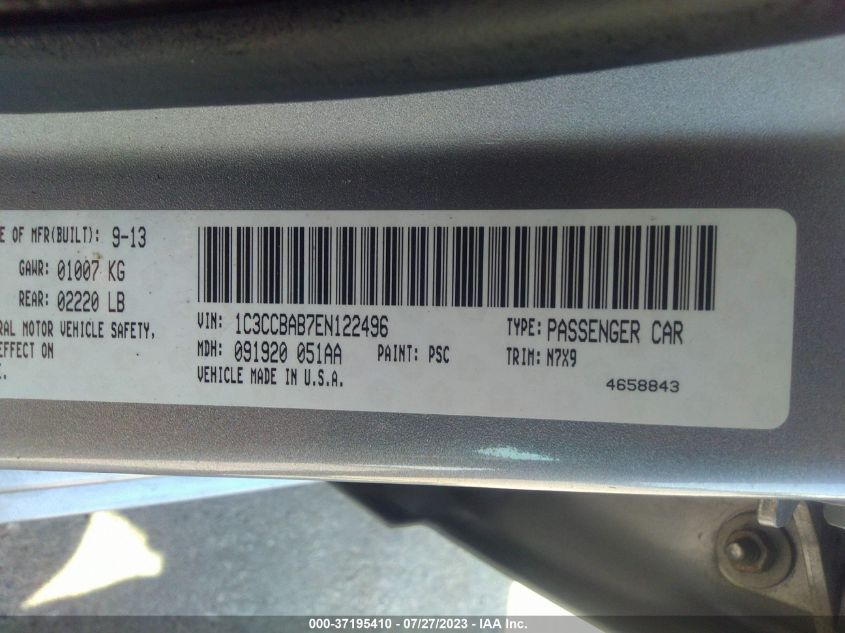 E OF MFR(BUILT): 9-13
GAWR: 01007 KG
REAR: 02220 LB
RAL MOTOR VEHICLE SAFETY,
EFFECT ON
E.
VIN: 1C3CCBAB7EN122496
TYPE: PASSENGER CAR
MDH: 091920 051AA PAINT: PSC
TRIM: N7X9
VEHICLE MADE IN U.S.A.
4658843
000-37195410 / 07/27/2023 - IAA Inc.